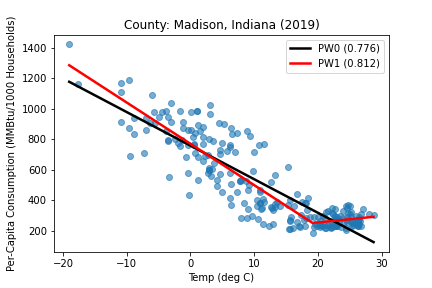 County: Madison, Indiana (2019)
Per-Capita Consumption (MMBtu/1000 Households)
1400
1200
1000
800
600
400
200
PW0 (0.776)
PW1 (0.812)
−20
−10
0
10
20
30
Temp (deg C)